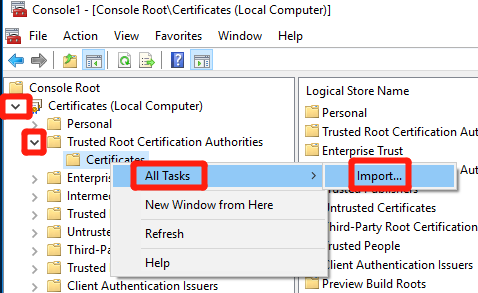 Console1 - [Console Root\Certificates (Local Computer)]
File Action View Favorites Window Help
Console Root
Certificates (Local Computer)
Personal
Trusted Root Certification Authorities
Certificates
Enterpris
Intermed
Trusted
Untruste
Third-Par
Trusted
Client Authentication Issuers
All Tasks
New Window from Here
Refresh
Help
Import...
Logical Store Name
Personal
Trusted Root Certification Au
Enterprise Trust
Au
Trusted Publishers
Untrusted Certificates
Third-Party Root Certification
Trusted People
Client Authentication Issuers
Preview Build Roots